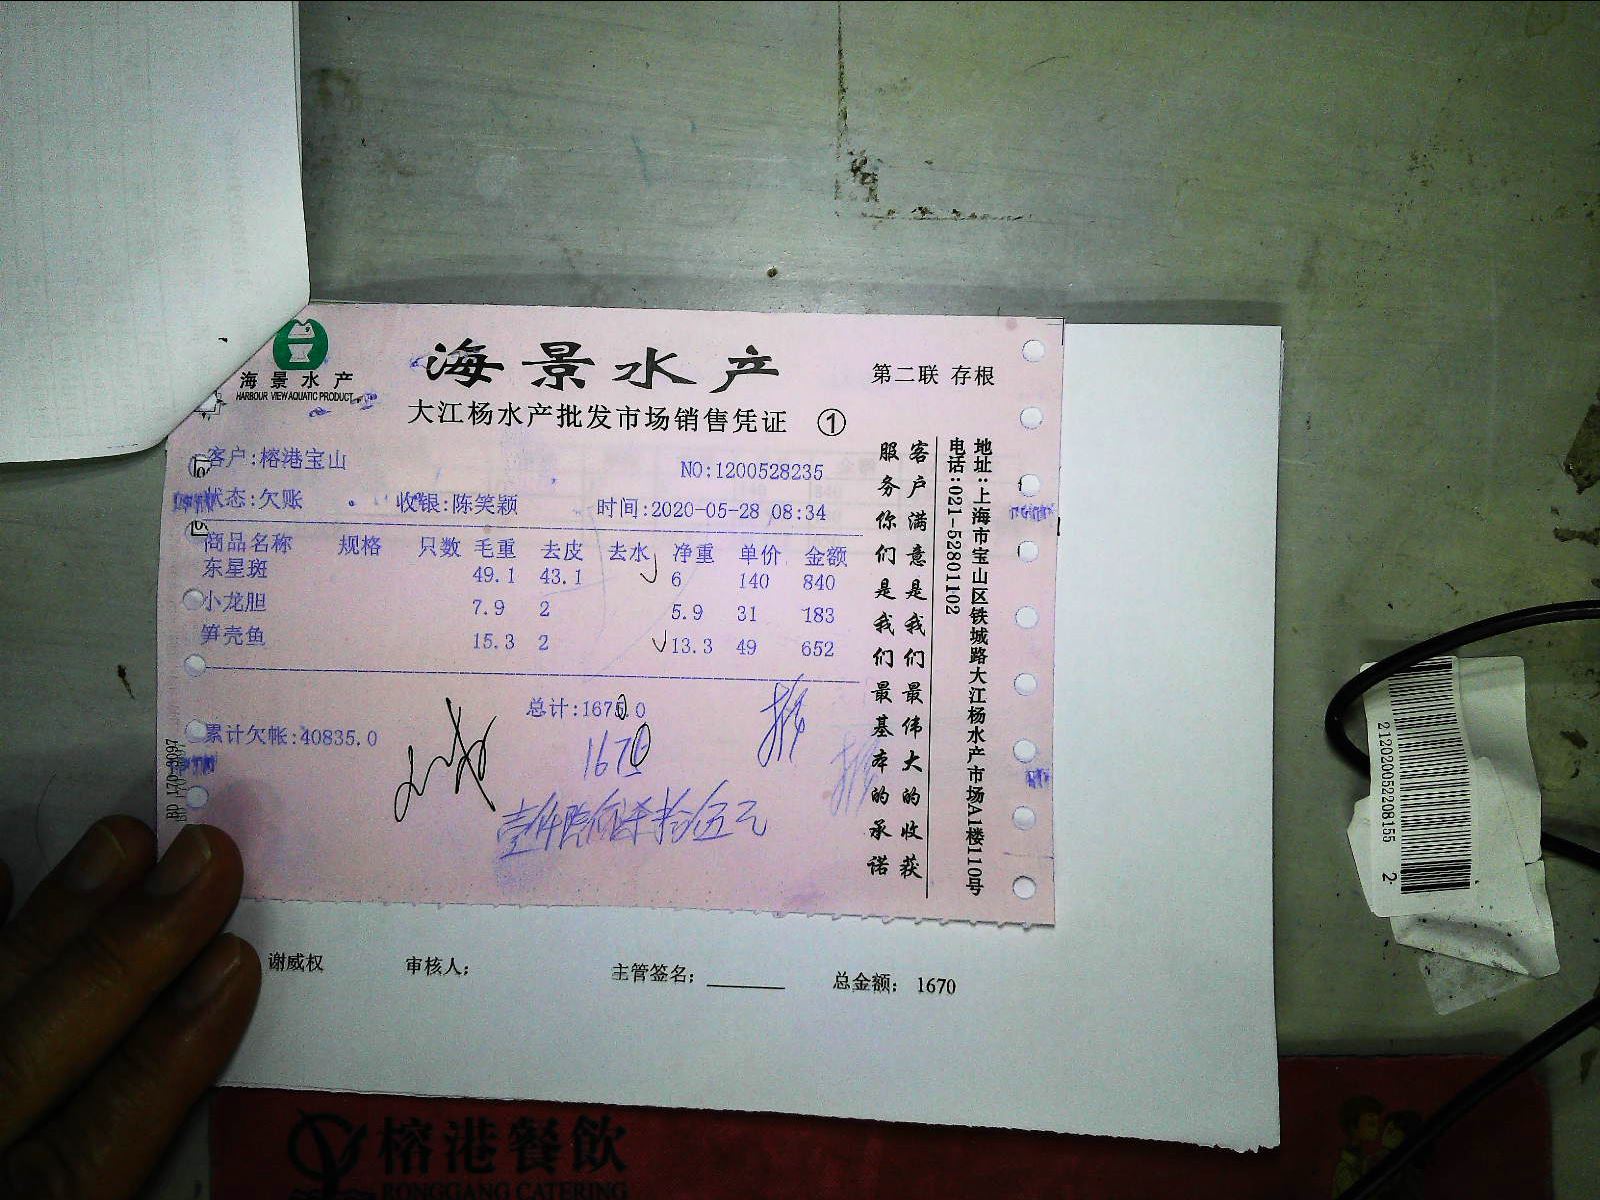 海景水产
HARBOUR VIEW AQUATIC PRODUCT
海景水产
第二联 存根
大江杨水产批发市场销售凭证 ①
客户:榕港宝山
NO:1200528235
状态:欠账 收银:陈笑颖 时间:2020-05-28 08:34
商品名称 规格 只数 毛重 去皮 去水 净重 单价 金额
东星斑 49.1 43.1 6 140 840
小龙胆 7.9 2 5.9 31 183
笋壳鱼 15.3 2 13.3 49 652
总计:1675.0
累计欠帐:40835.0
1670
客户满意是我们最伟大的收获
服务你们是我们最基本的承诺
地址:上海市宝山区铁城路大江杨水产市场A1楼110号
电话:021-52801102
谢威权 审核人; 主管签名; 总金额; 1670
2120200522208155 2
榕港餐飲
RONGGANG CATERING